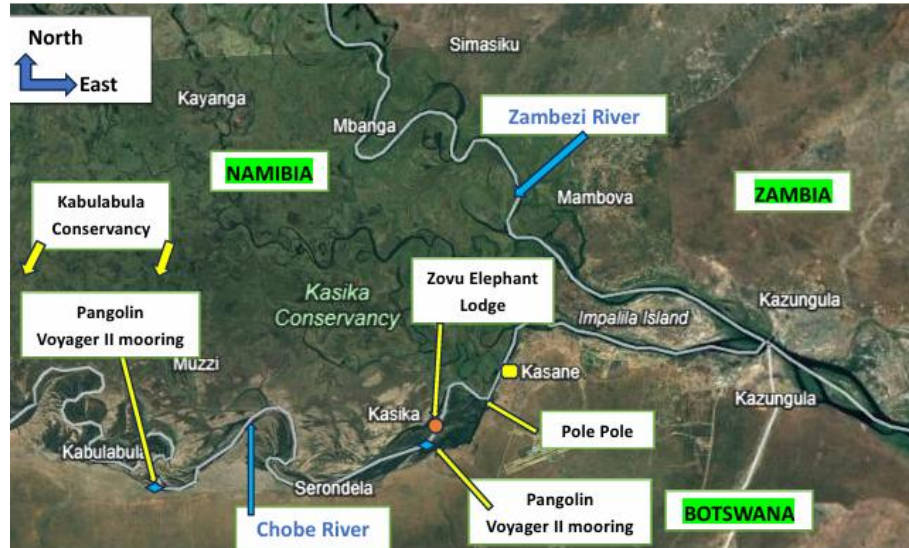 North
East
Simasiku
Kayanga
Mbanga
Zambezi River
NAMIBIA
Mambova
ZAMBIA
Kabulabula
Conservancy
Zovu Elephant
Lodge
Kasika
Conservancy
Pangolin
Voyager II mooring
Impalila Island
Kazungula
Muzzi
Kasane
Kazungula
Kasika
Pole Pole
Kabulabula
Serondela
Pangolin
Voyager II mooring
Chobe River
BOTSWANA